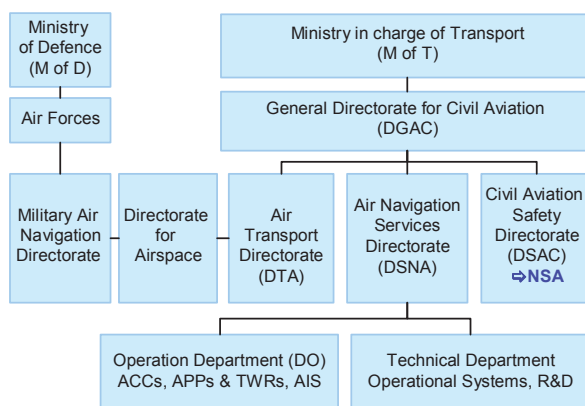 Ministry
of Defence
(M of D)
Ministry in charge of Transport
(M of T)
Air Forces
General Directorate for Civil Aviation
(DGAC)
Military Air
Navigation
Directorate
Directorate
for
Airspace
Air
Transport
Directorate
(DTA)
Air Navigation
Services
Directorate
(DSNA)
Civil Aviation
Safety
Directorate
(DSAC)
⇨NSA
Operation Department (DO)
ACCs, APPs & TWRs, AIS
Technical Department
Operational Systems, R&D